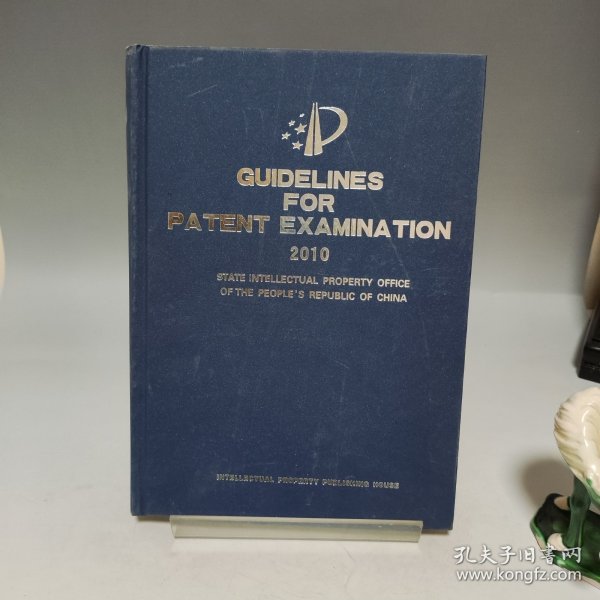 GUIDELINES
FOR
PATENT EXAMINATION
2010
STATE INTELLECTUAL PROPERTY OFFICE
OF THE PEOPLE'S REPUBLIC OF CHINA
INTELLECTUAL PROPERTY PUBLISHING HOUSE
孔夫子旧书网
www.kongfz.com